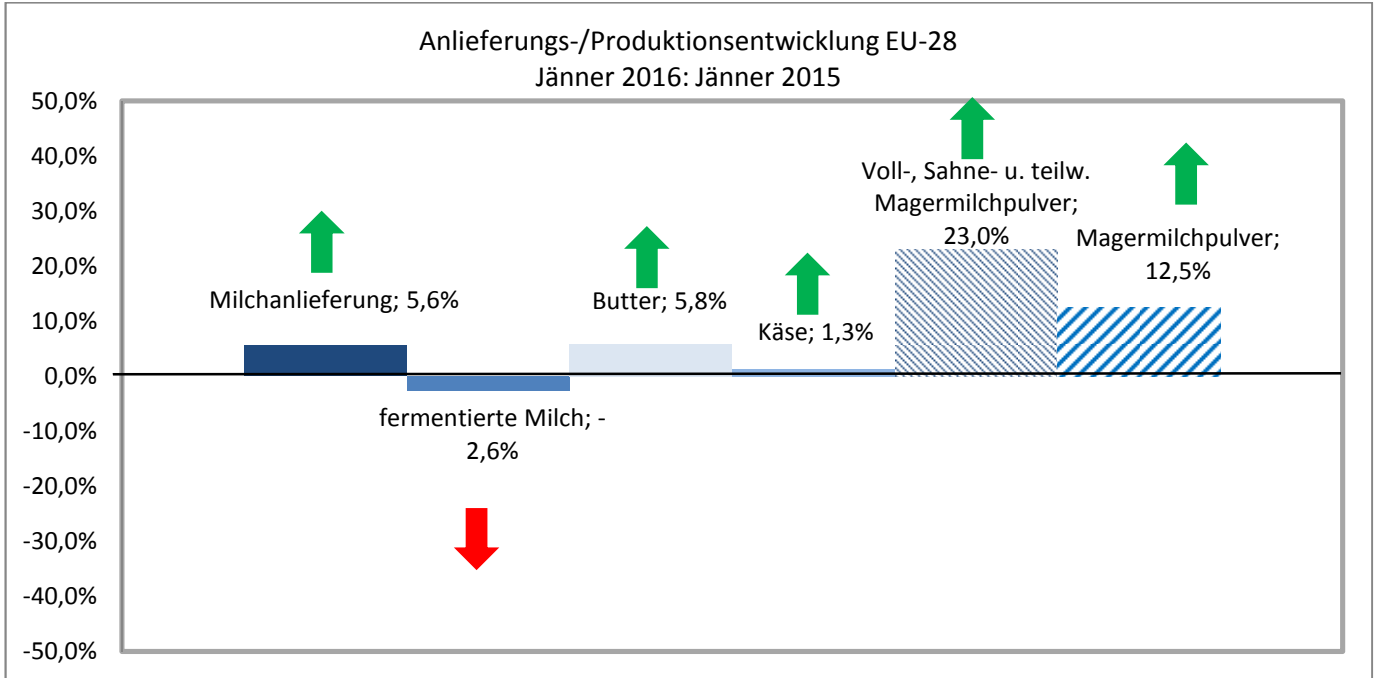 Anlieferungs-/Produktionsentwicklung EU-28
Jänner 2016: Jänner 2015
50,0%
40,0%
30,0%
20,0%
10,0%
0,0%
-10,0%
-20,0%
-30,0%
-40,0%
-50,0%
Milchanlieferung; 5,6%
fermentierte Milch; -
2,6%
Butter; 5,8%
Käse; 1,3%
Voll-, Sahne- u. teilw.
Magermilchpulver;
23,0%
Magermilchpulver;
12,5%